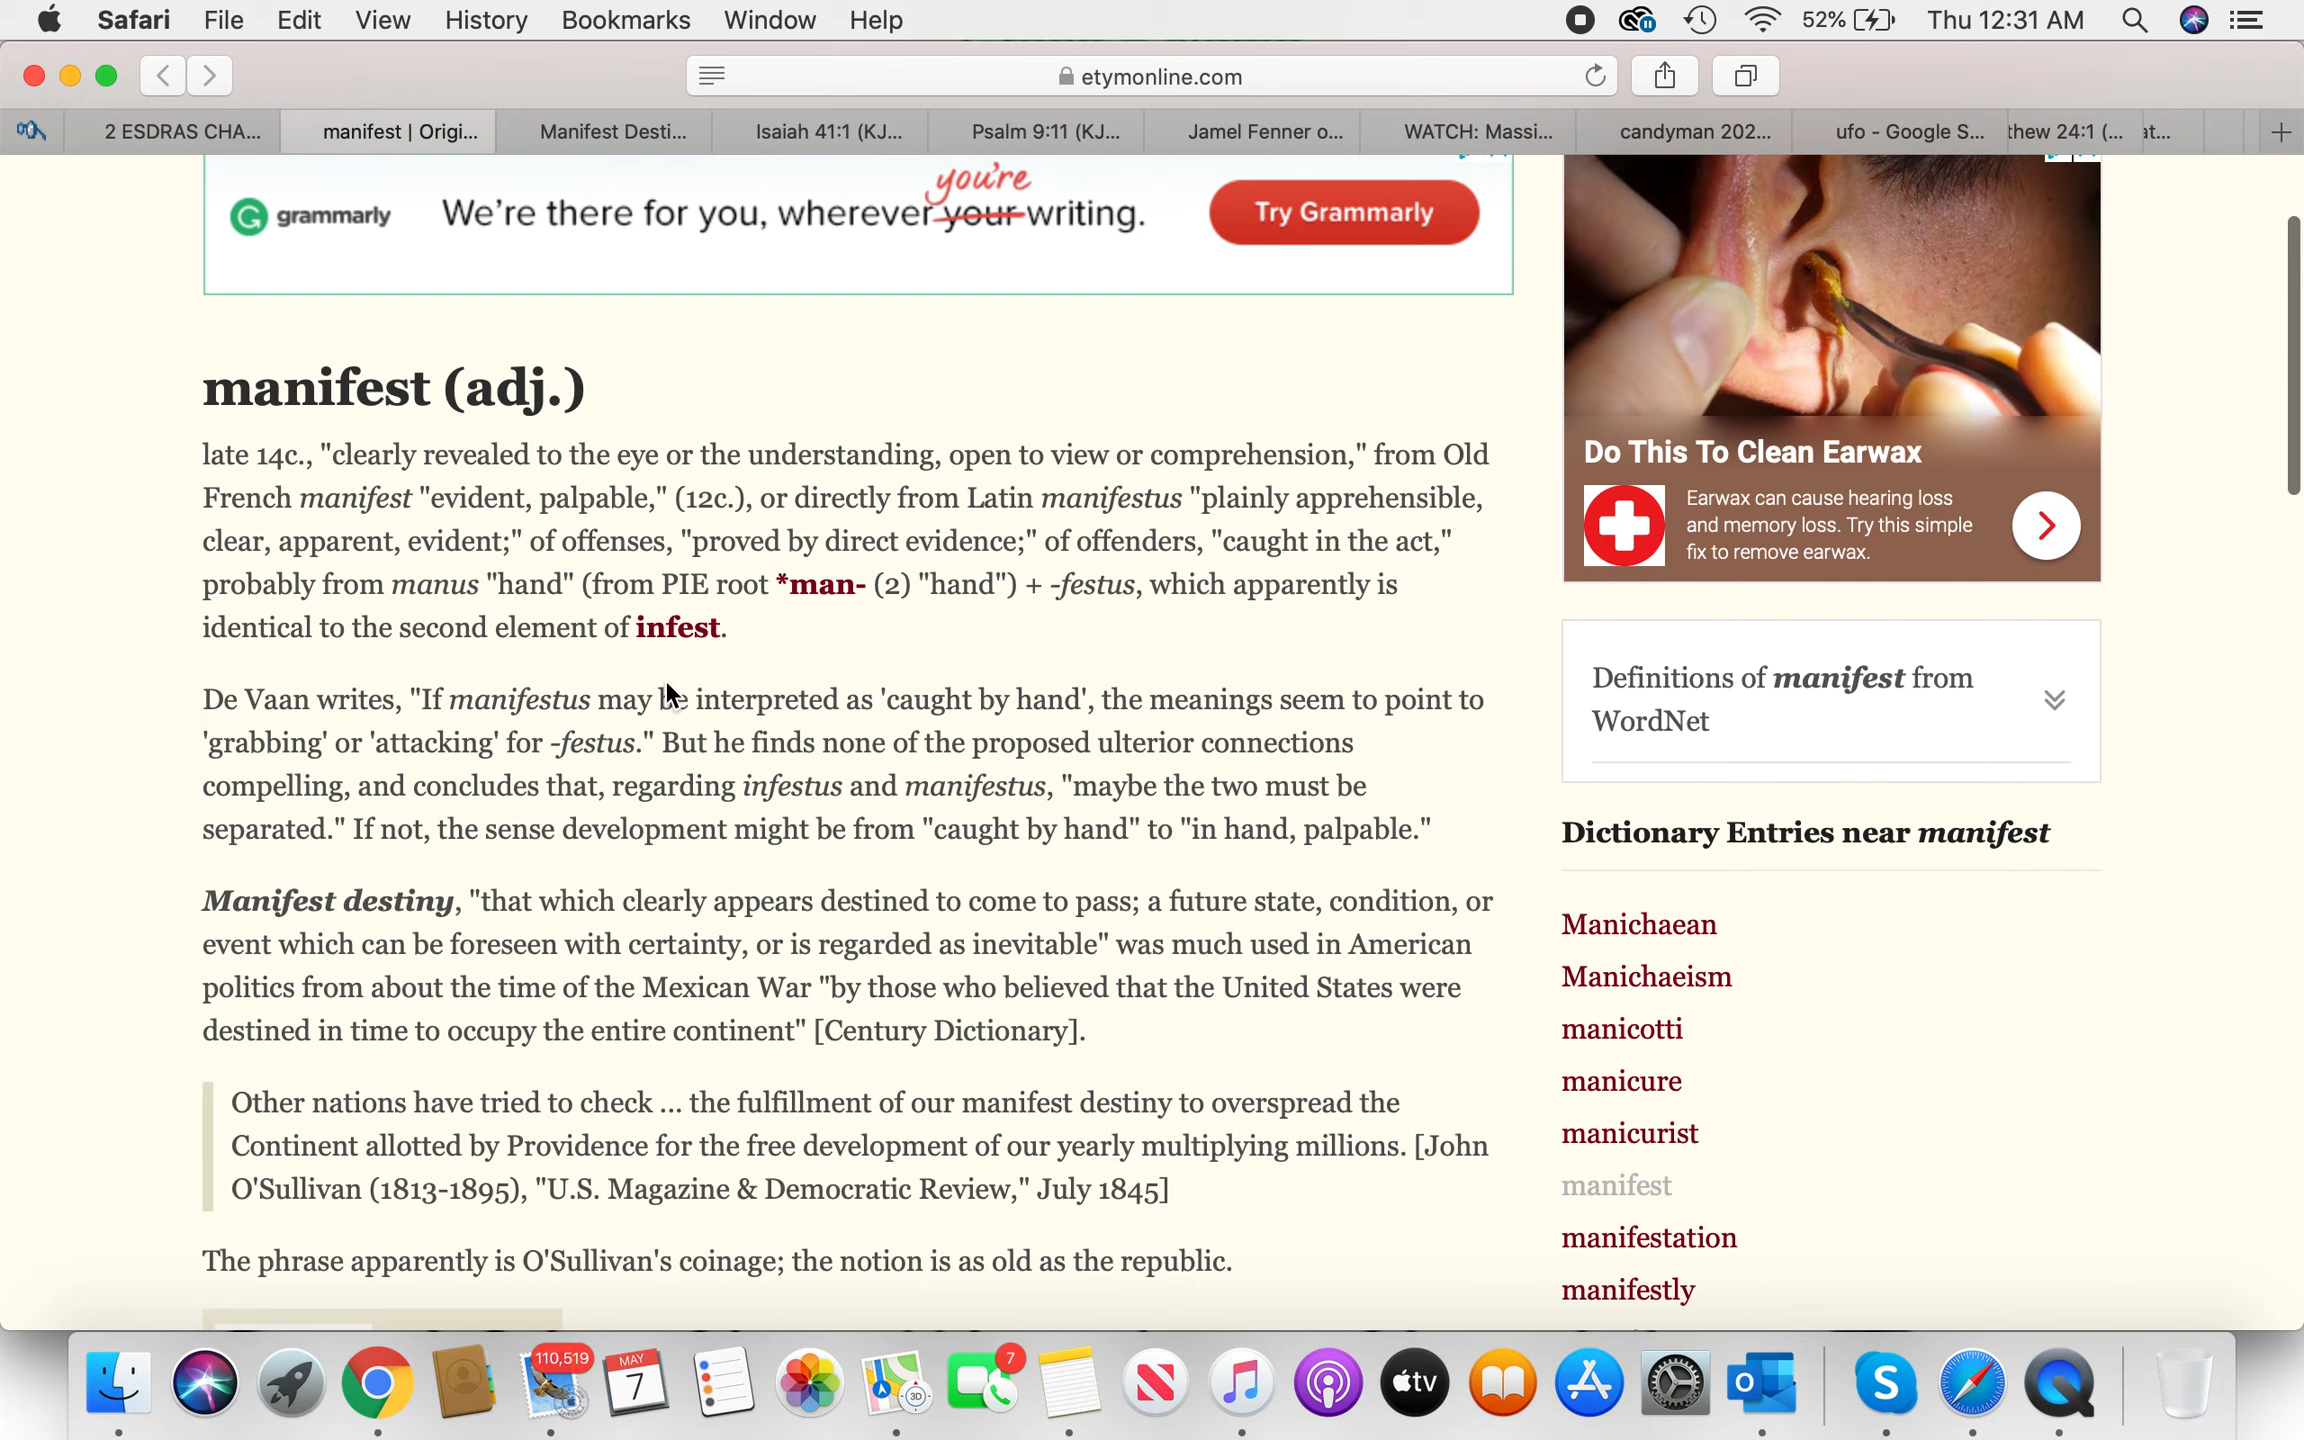 Safari File Edit View History Bookmarks Window Help 52% Thu 12:31 AM
etymonline.com
2 ESDRAS CHA... manifest | Origi... Manifest Desti... Isaiah 41:1 (KJ... Psalm 9:11 (KJ... Jamel Fenner o... WATCH: Massi... candyman 202... ufo - Google S... thew 24:1 (... at...
you're
grammarly We're there for you, wherever your writing. Try Grammarly
manifest (adj.)
late 14c., "clearly revealed to the eye or the understanding, open to view or comprehension," from Old
French manifest "evident, palpable," (12c.), or directly from Latin manifestus "plainly apprehensible,
clear, apparent, evident;" of offenses, "proved by direct evidence;" of offenders, "caught in the act,"
probably from manus "hand" (from PIE root *man- (2) "hand") + -festus, which apparently is
identical to the second element of infest.
De Vaan writes, "If manifestus may be interpreted as 'caught by hand', the meanings seem to point to
'grabbing' or 'attacking' for -festus." But he finds none of the proposed ulterior connections
compelling, and concludes that, regarding infestus and manifestus, "maybe the two must be
separated." If not, the sense development might be from "caught by hand" to "in hand, palpable."
Manifest destiny, "that which clearly appears destined to come to pass; a future state, condition, or
event which can be foreseen with certainty, or is regarded as inevitable" was much used in American
politics from about the time of the Mexican War "by those who believed that the United States were
destined in time to occupy the entire continent" [Century Dictionary].
Other nations have tried to check ... the fulfillment of our manifest destiny to overspread the
Continent allotted by Providence for the free development of our yearly multiplying millions. [John
O'Sullivan (1813-1895), "U.S. Magazine & Democratic Review," July 1845]
The phrase apparently is O'Sullivan's coinage; the notion is as old as the republic.
Do This To Clean Earwax
Earwax can cause hearing loss
and memory loss. Try this simple
fix to remove earwax.
Definitions of manifest from
WordNet
Dictionary Entries near manifest
Manichaean
Manichaeism
manicotti
manicure
manicurist
manifest
manifestation
manifestly
110,519
MAY
7
3D
7
tv